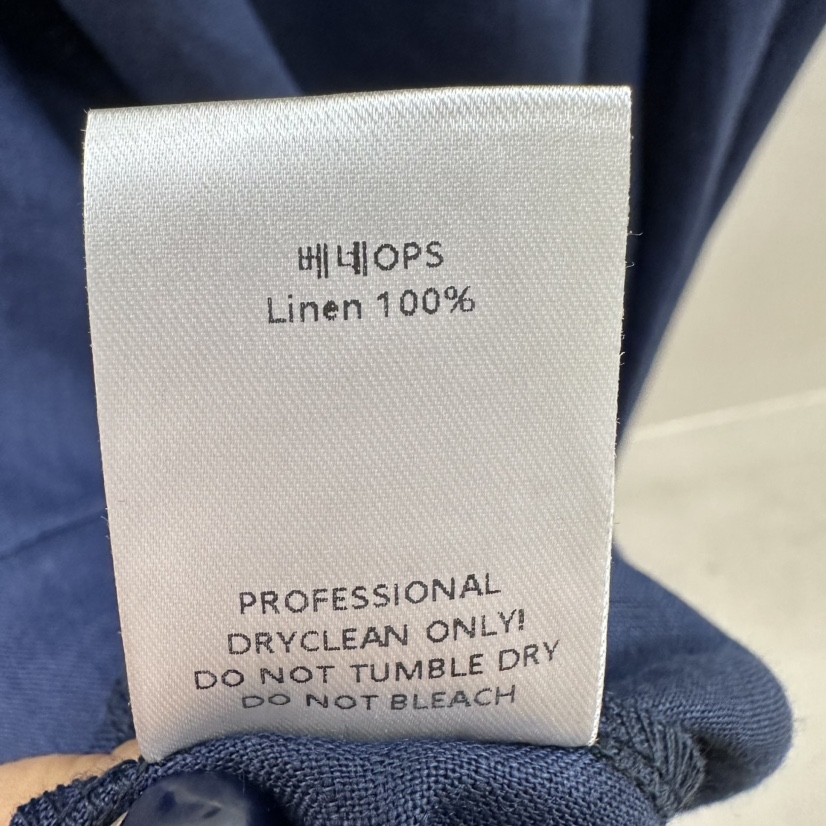 베네OPS
Linen 100%
PROFESSIONAL
DRYCLEAN ONLY!
DO NOT TUMBLE DRY
DO NOT BLEACH